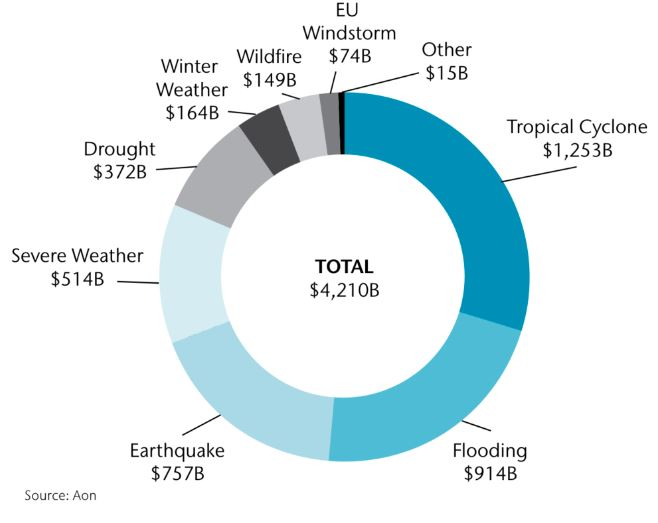 EU
Windstorm
$74B
Other
$15B
Wildfire
$149B
Winter
Weather
$164B
Tropical Cyclone
$1,253B
Drought
$372B
Severe Weather
$514B
TOTAL
$4,210B
Earthquake
$757B
Flooding
$914B
Source: Aon